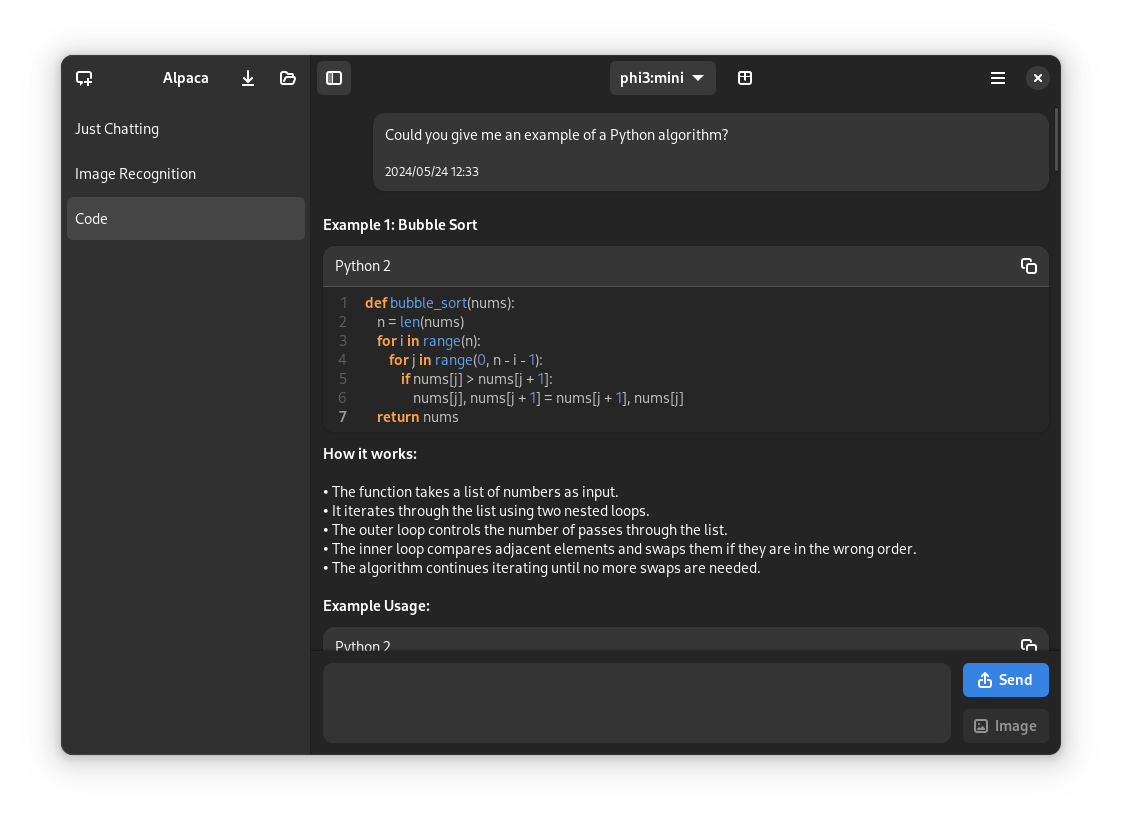 Alpaca
phi3:mini
Just Chatting
Image Recognition
Code
Could you give me an example of a Python algorithm?
2024/05/24 12:33
Example 1: Bubble Sort
Python 2
1 def bubble_sort(nums):
2 n = len(nums)
3 for i in range(n):
4 for j in range(0, n - i - 1):
5 if nums[j] > nums[j + 1]:
6 nums[j], nums[j + 1] = nums[j + 1], nums[j]
7 return nums
How it works:
• The function takes a list of numbers as input.
• It iterates through the list using two nested loops.
• The outer loop controls the number of passes through the list.
• The inner loop compares adjacent elements and swaps them if they are in the wrong order.
• The algorithm continues iterating until no more swaps are needed.
Example Usage:
Python 2
Send
Image